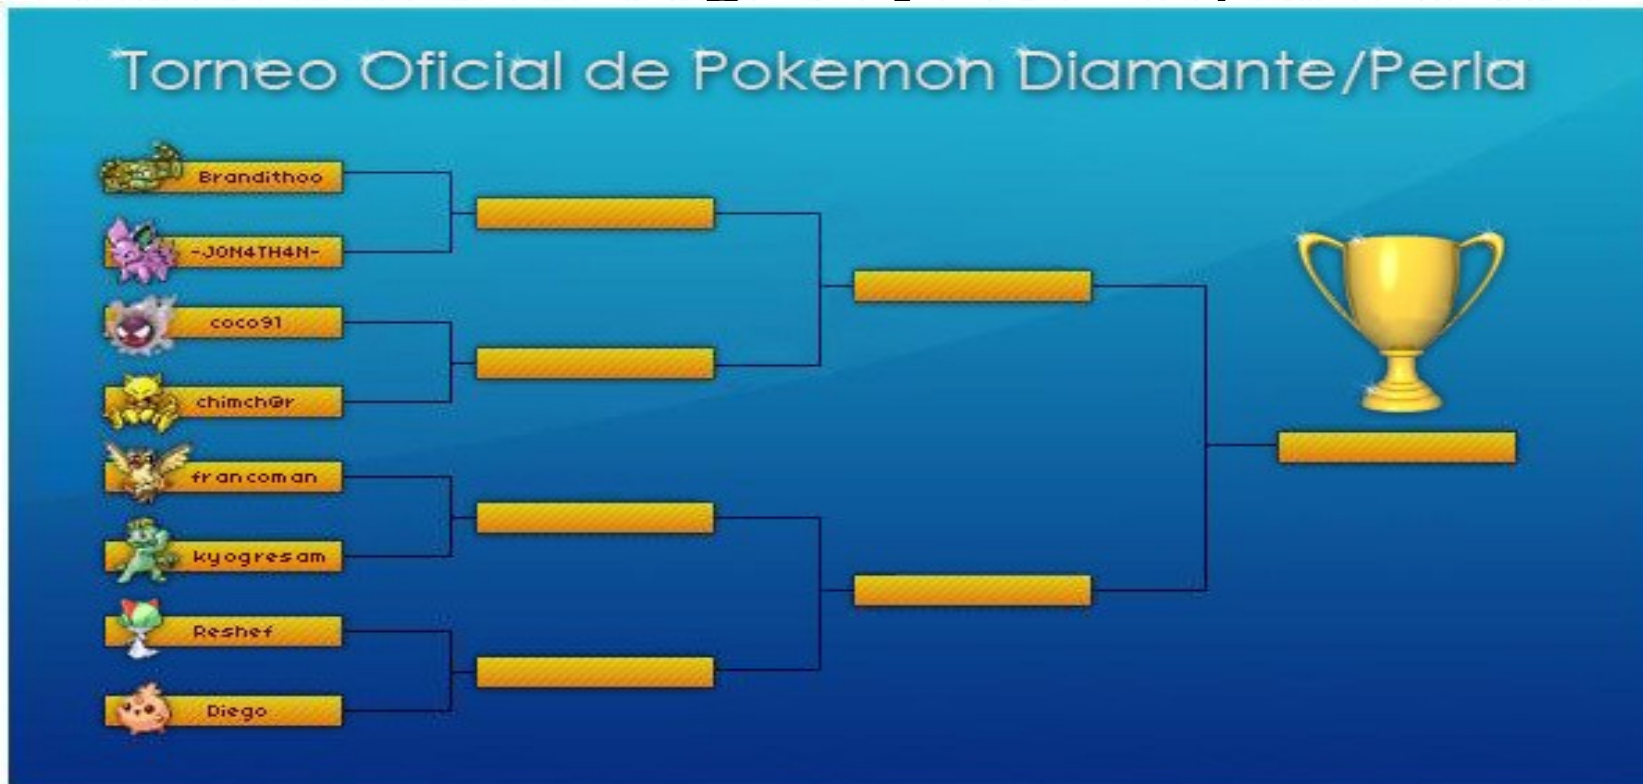 Torneo Oficial de Pokemon Diamante/Perla
Brandithoo
-J0N4TH4N-
coco91
chimch@r
francoman
kyogresam
Reshef
Diego